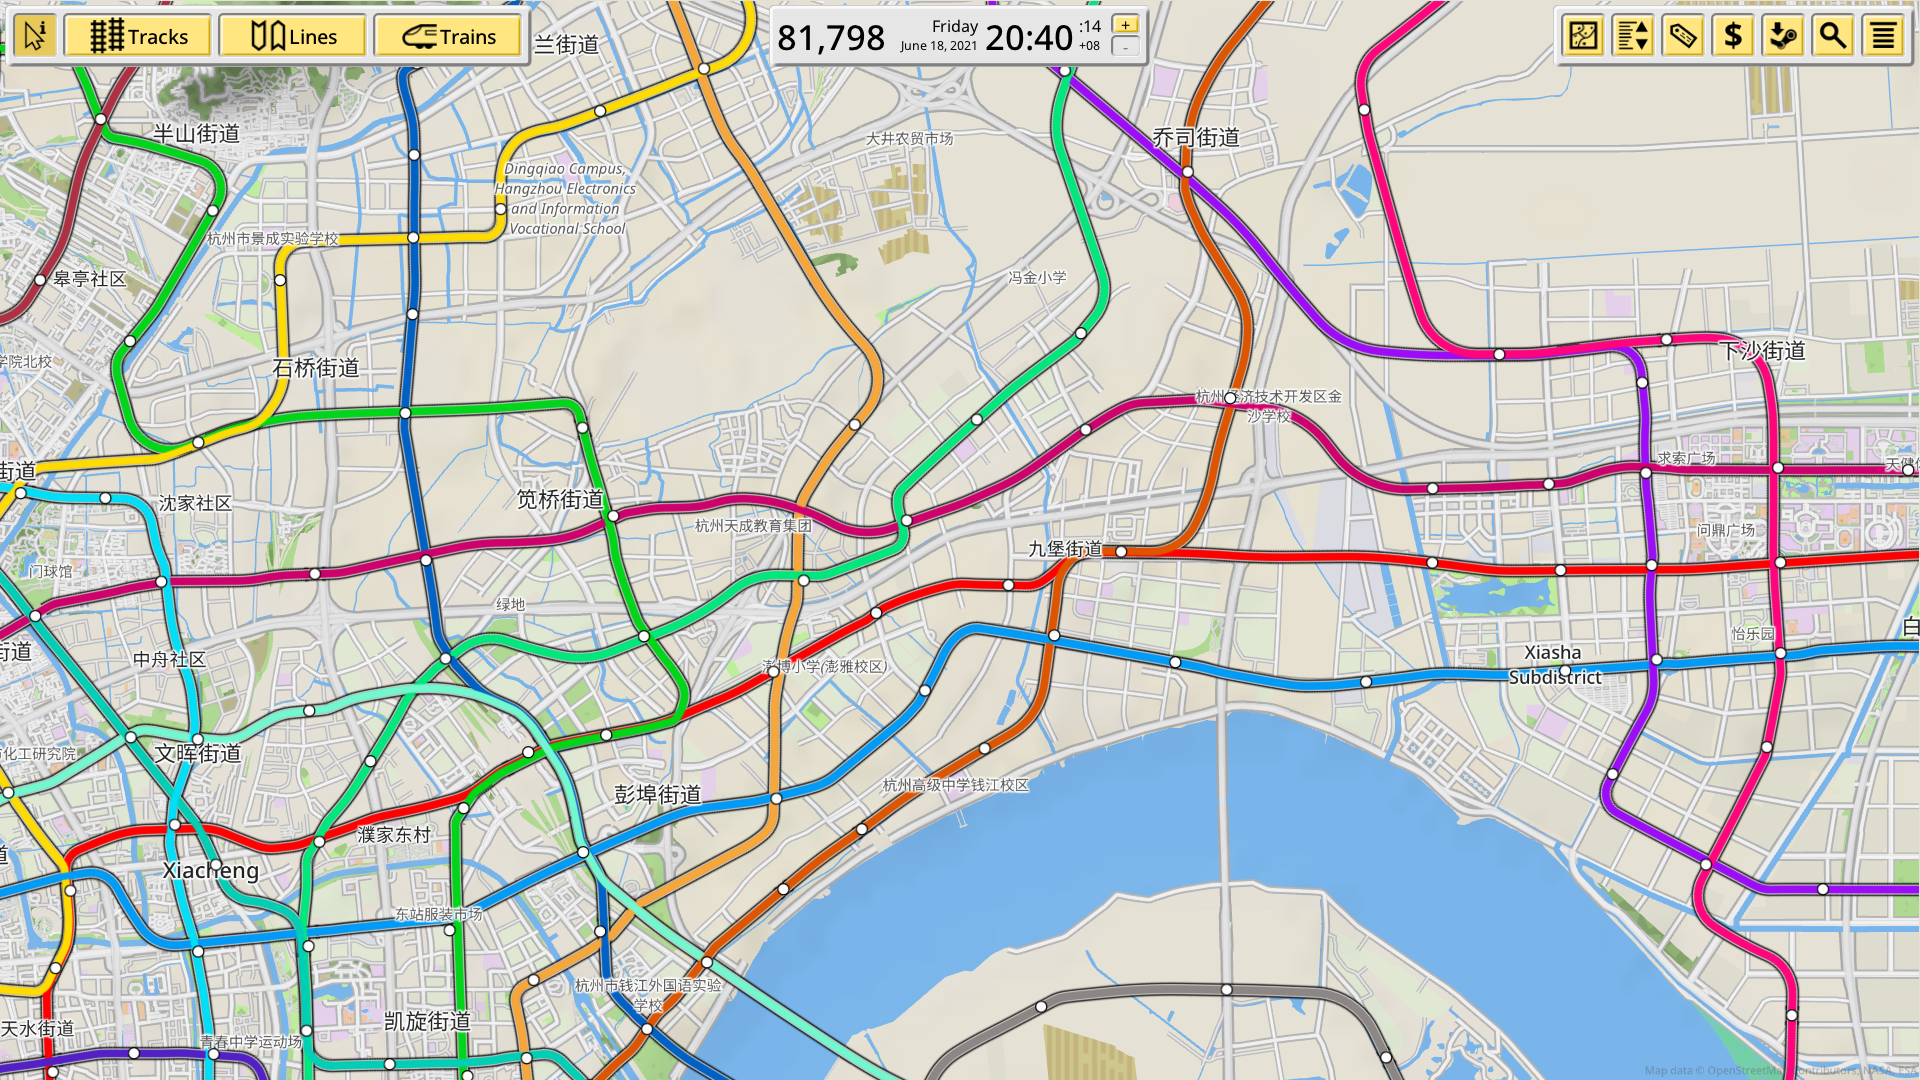 Tracks
Lines
Trains
兰街道
81,798
Friday
June 18, 2021
20:40
:14
+08
+
-
$
半山街道
大井农贸市场
乔司街道
Dingqiao Campus,
Hangzhou Electronics
and Information
Vocational School
杭州市景成实验学校
皋亭社区
冯金小学
学院北校
石桥街道
下沙街道
杭州经济技术开发区金
沙学校
街道
沈家社区
笕桥街道
杭州天成教育集团
求索广场
天健
问鼎广场
九堡街道
门球馆
绿地
街道
中舟社区
澎博小学(澎雅校区)
怡乐园
白
Xiasha
Subdistrict
化工研究院
文晖街道
彭埠街道
杭州高级中学钱江校区
濮家东村
道
Xiacheng
东站服装市场
杭州市钱江外国语实验
学校
天水街道
凯旋街道
青春中学运动场
Map data © OpenStreetMap contributors, NASA, ESA